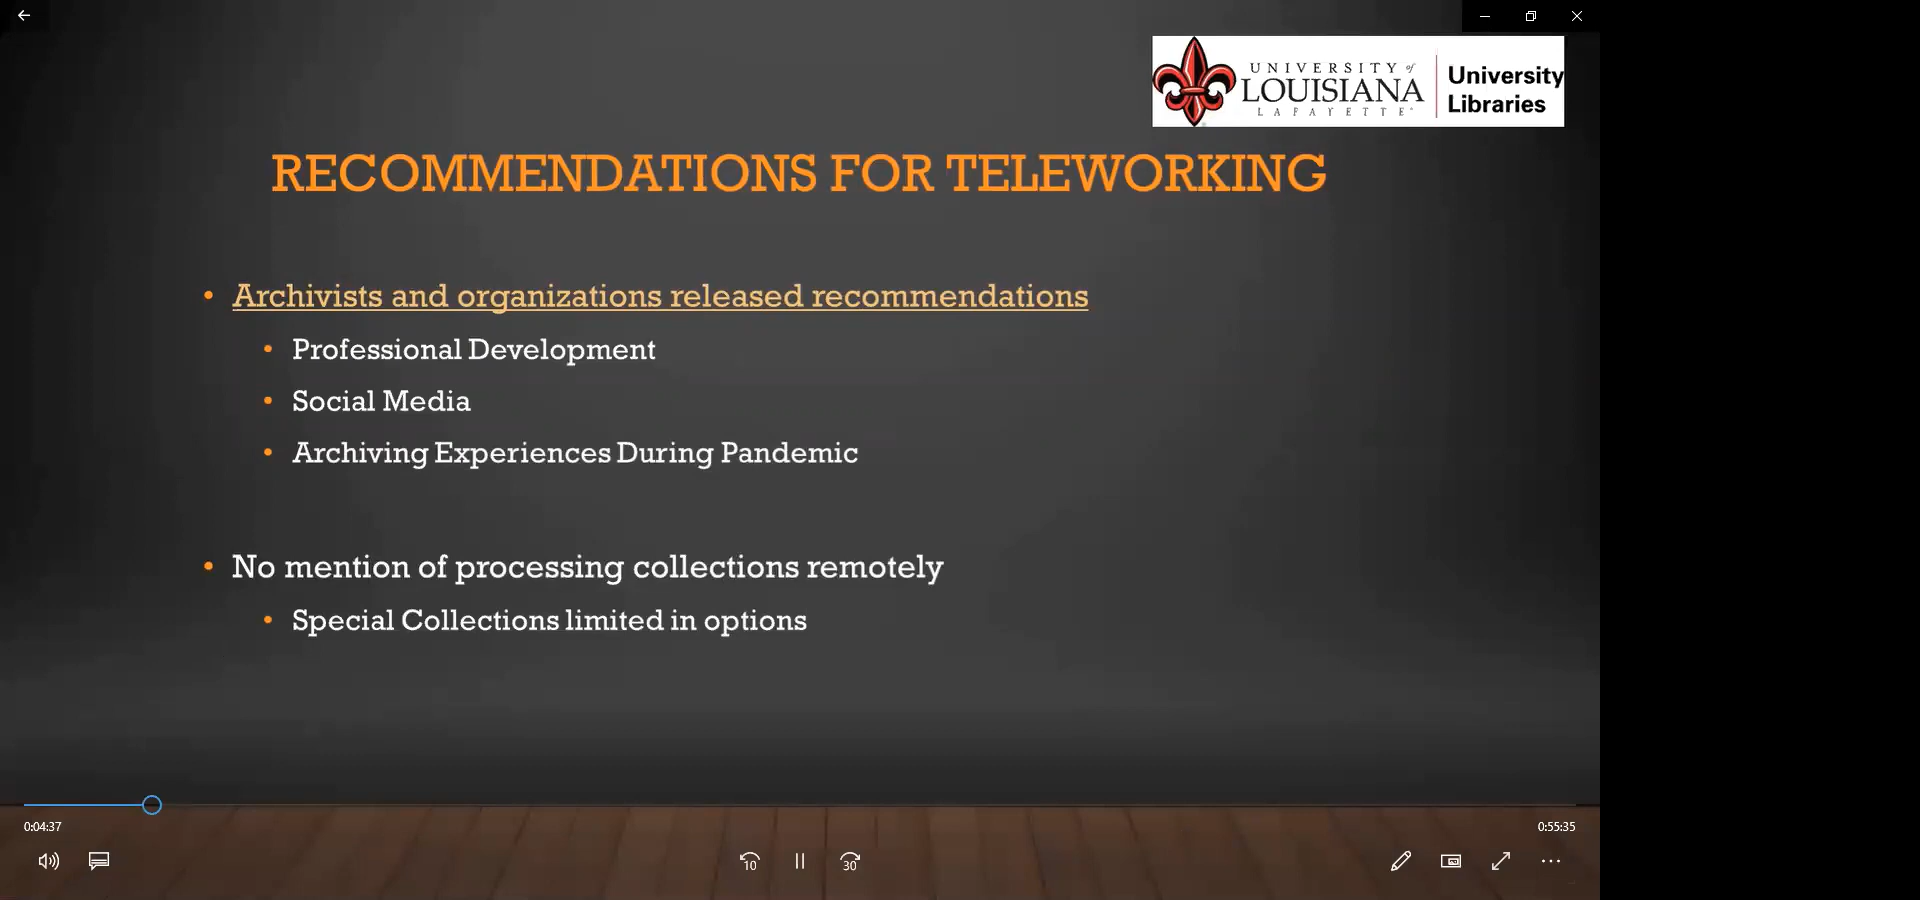 UNIVERSITY of
LOUISIANA
LAFAYETTE
University
Libraries
RECOMMENDATIONS FOR TELEWORKING
• Archivists and organizations released recommendations
• Professional Development
• Social Media
• Archiving Experiences During Pandemic
• No mention of processing collections remotely
• Special Collections limited in options
0:04:37
0:55:35
10
30